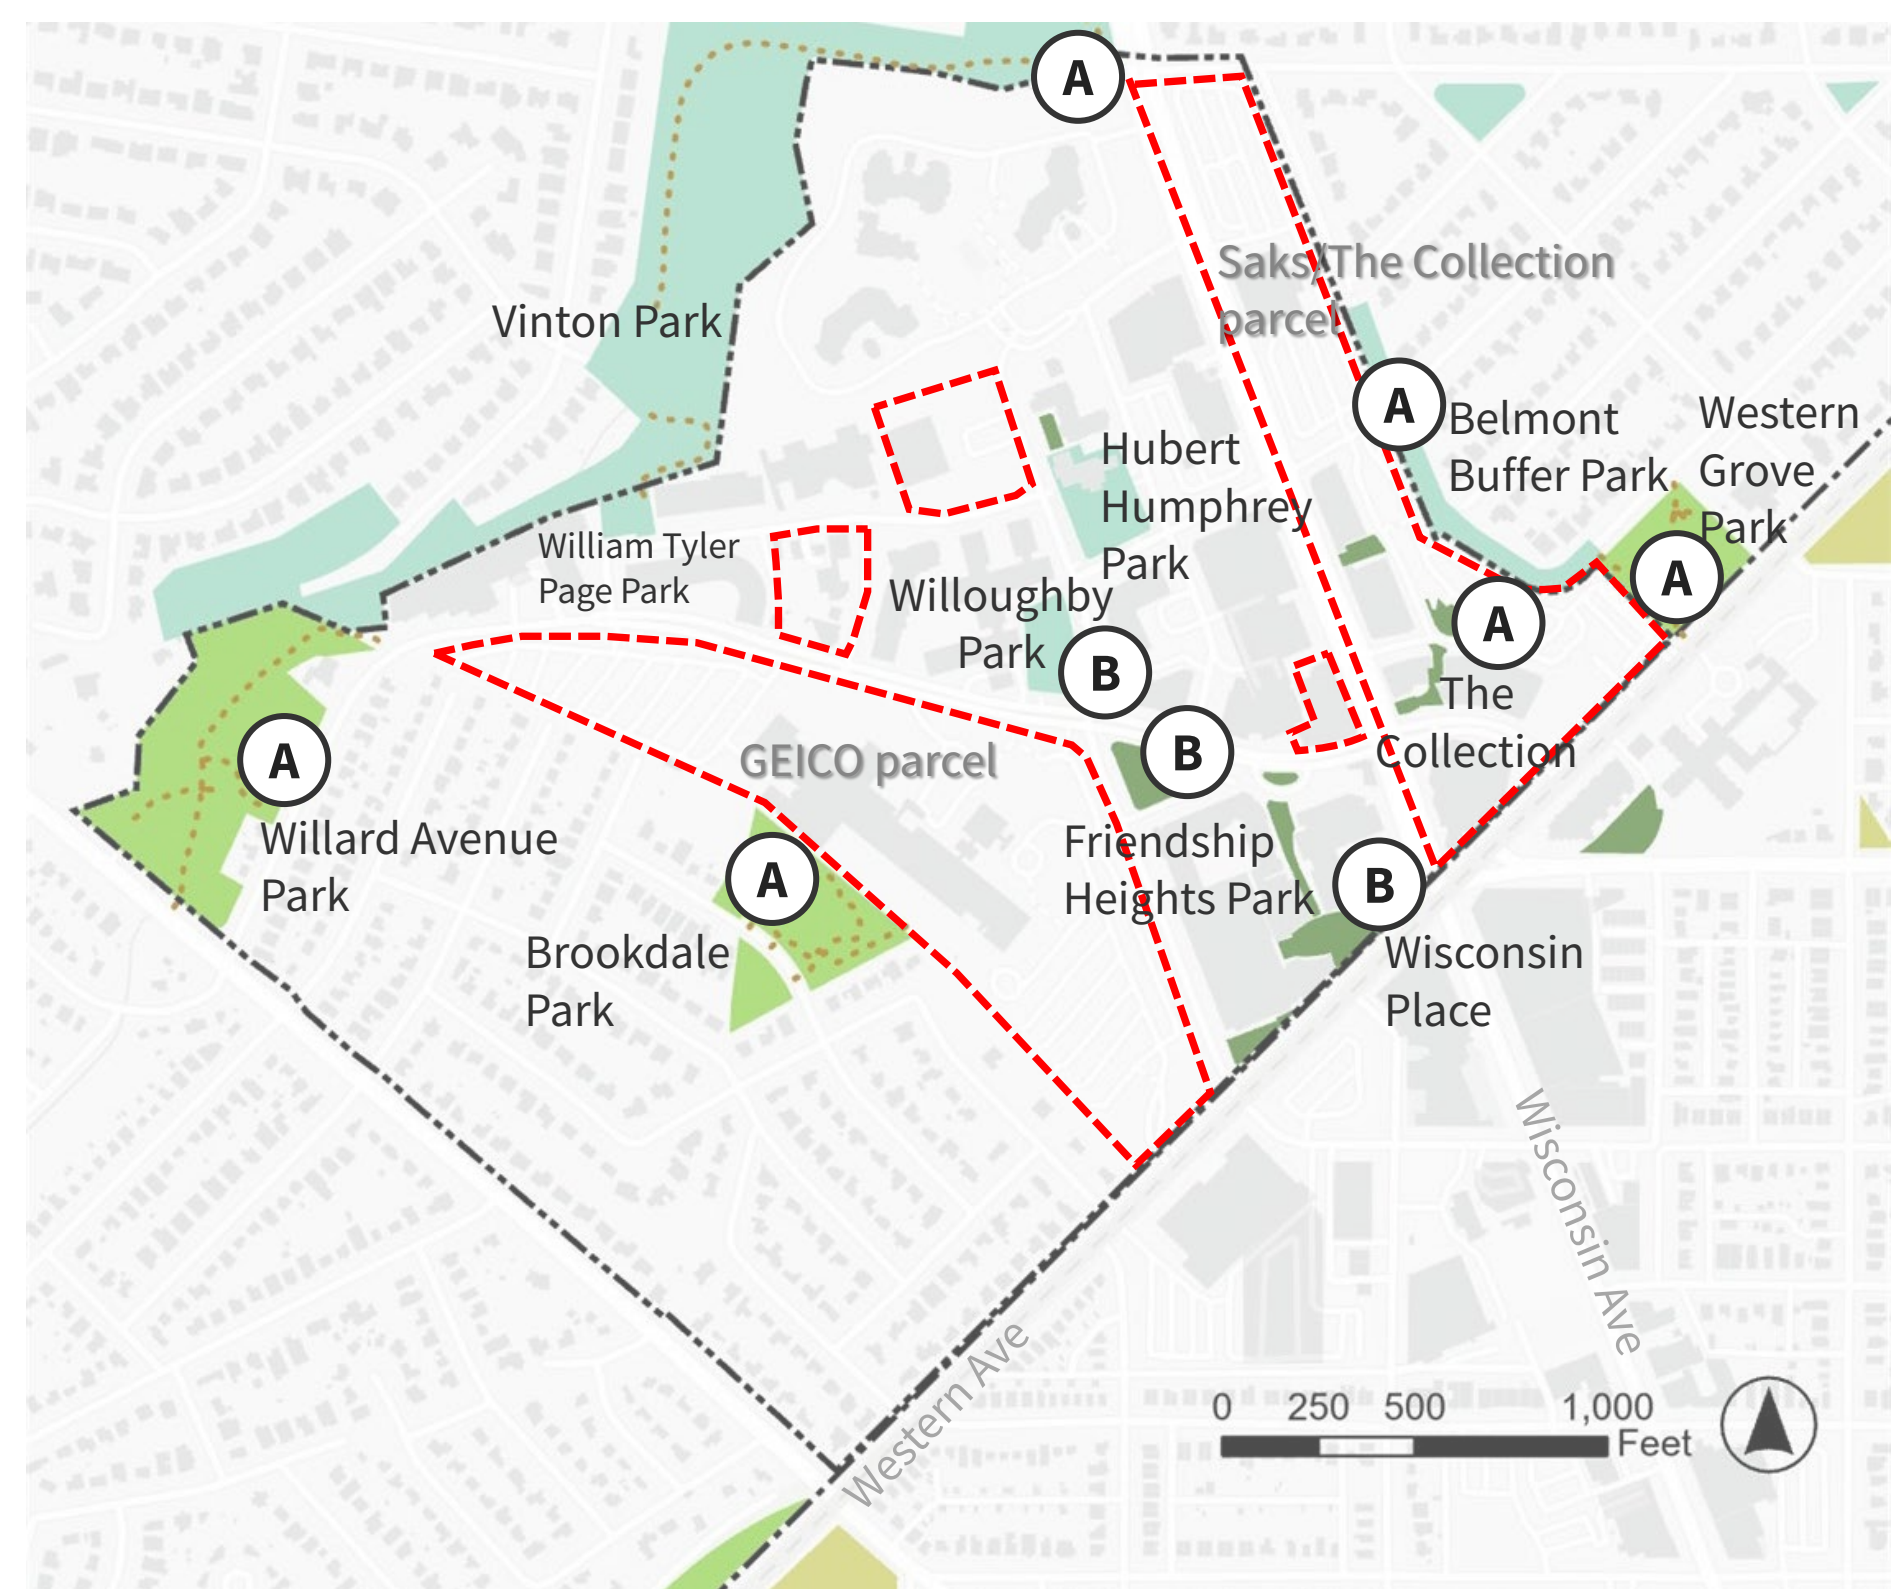 A
Saks/The Collection
parcel
Vinton Park
A
Belmont
Buffer Park
Western
Grove
Park
Hubert
Humphrey
Park
William Tyler
Page Park
Willoughby
Park
A
A
The
Collection
B
B
GEICO parcel
A
Willard Avenue
Park
A
Brookdale
Park
Friendship
Heights Park
B
Wisconsin
Place
Wisconsin Ave
Western Ave
0 250 500 1,000
Feet